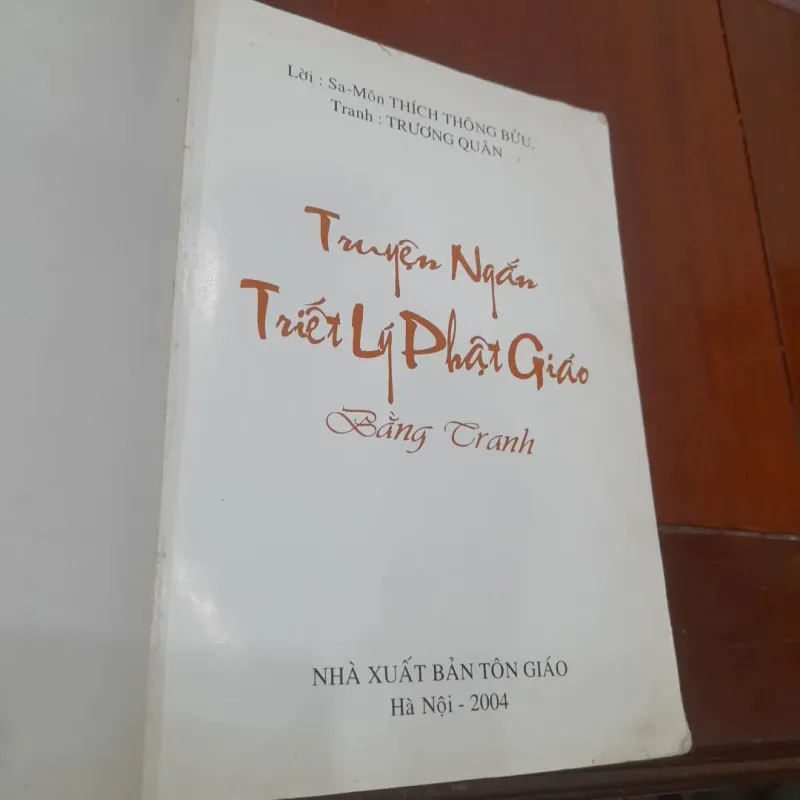 Lời : Sa-Môn THÍCH THÔNG BỬU.
Tranh : TRƯƠNG QUÂN
Truyện Ngắn
Triết Lý Phật Giáo
Bằng Tranh
NHÀ XUẤT BẢN TÔN GIÁO
Hà Nội - 2004